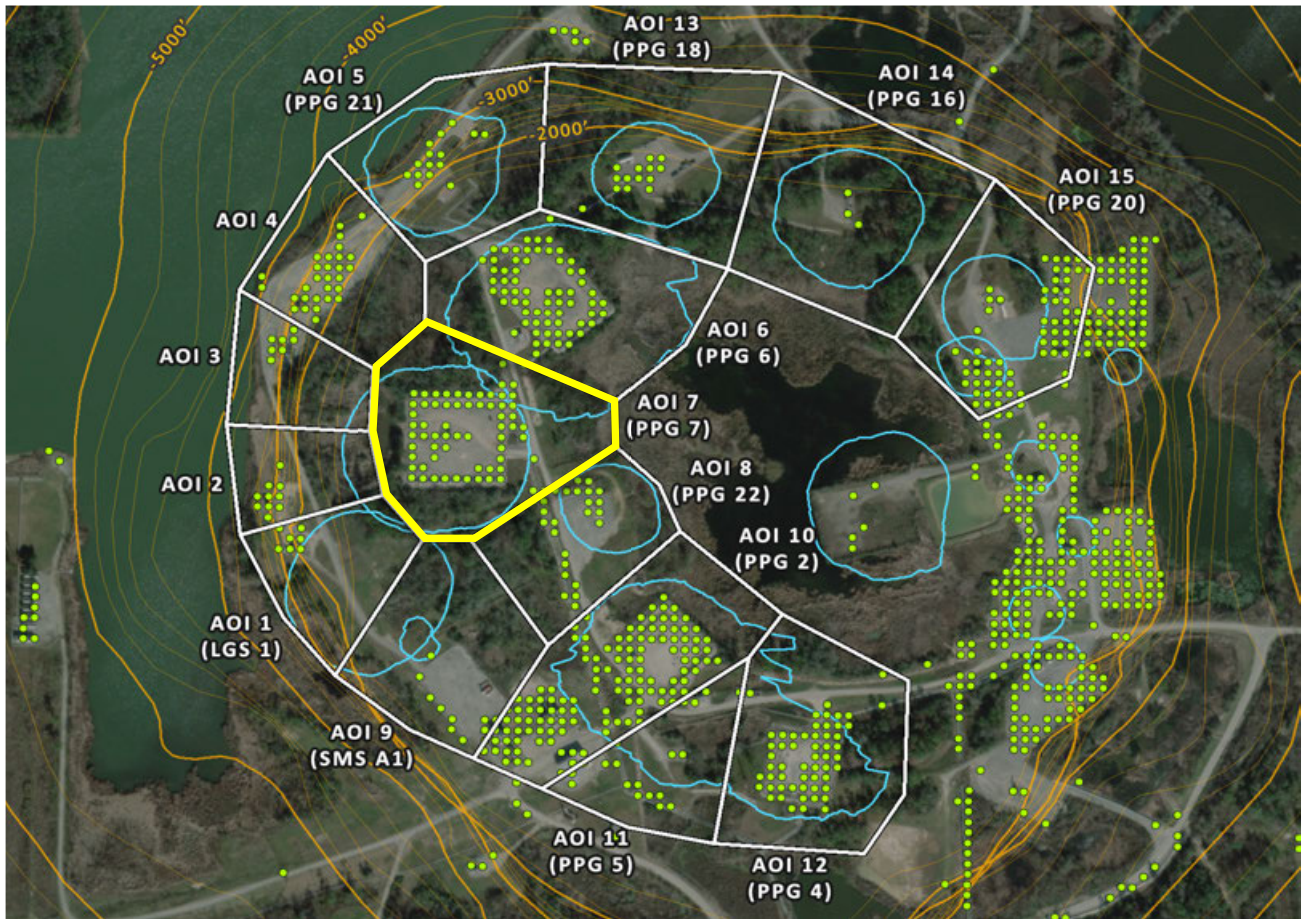 -5000'
-4000'
AOI 13
(PPG 18)
AOI 5
(PPG 21)
AOI 14
(PPG 16)
-3000'
-2000'
AOI 15
(PPG 20)
AOI 4
AOI 6
(PPG 6)
AOI 3
AOI 7
(PPG 7)
AOI 8
(PPG 22)
AOI 2
AOI 10
(PPG 2)
AOI 1
(LGS 1)
AOI 9
(SMS A1)
AOI 11
(PPG 5)
AOI 12
(PPG 4)